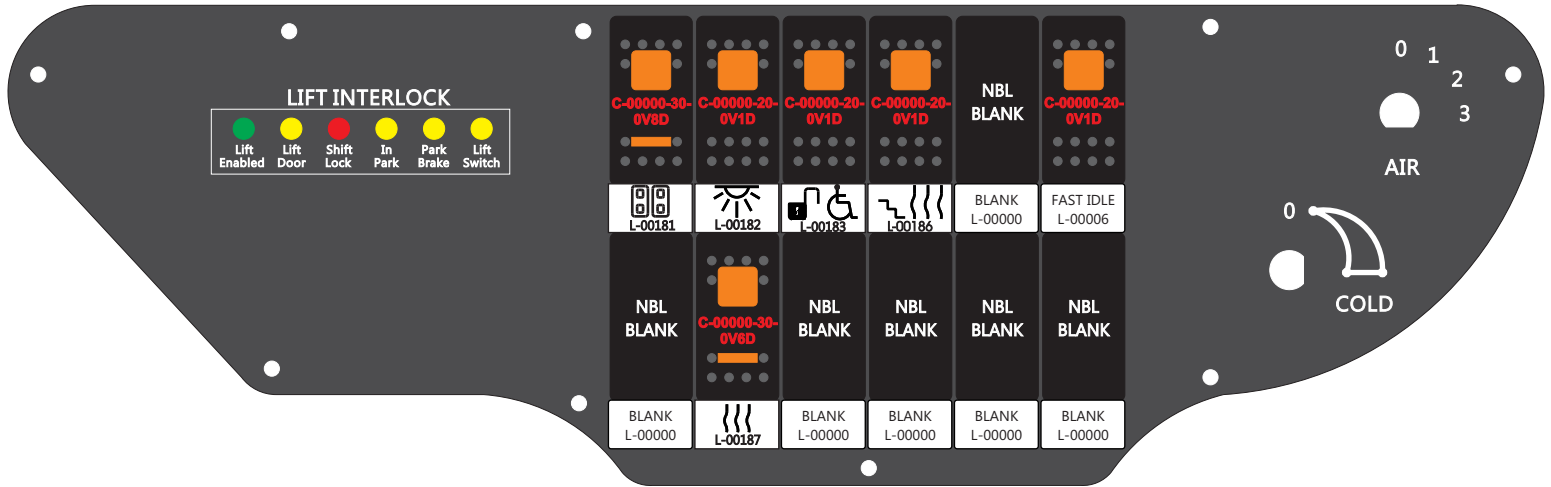 LIFT INTERLOCK
Lift
Enabled
Lift
Door
Shift
Lock
In
Park
Park
Brake
Lift
Switch
C-00000-30-
0V8D
C-00000-20-
0V1D
C-00000-20-
0V1D
C-00000-20-
0V1D
NBL
BLANK
C-00000-20-
0V1D
L-00181
L-00182
L-00183
L-00186
BLANK
L-00000
FAST IDLE
L-00006
NBL
BLANK
C-00000-30-
0V6D
NBL
BLANK
NBL
BLANK
NBL
BLANK
NBL
BLANK
BLANK
L-00000
L-00187
BLANK
L-00000
BLANK
L-00000
BLANK
L-00000
BLANK
L-00000
0
1
2
3
AIR
0
COLD